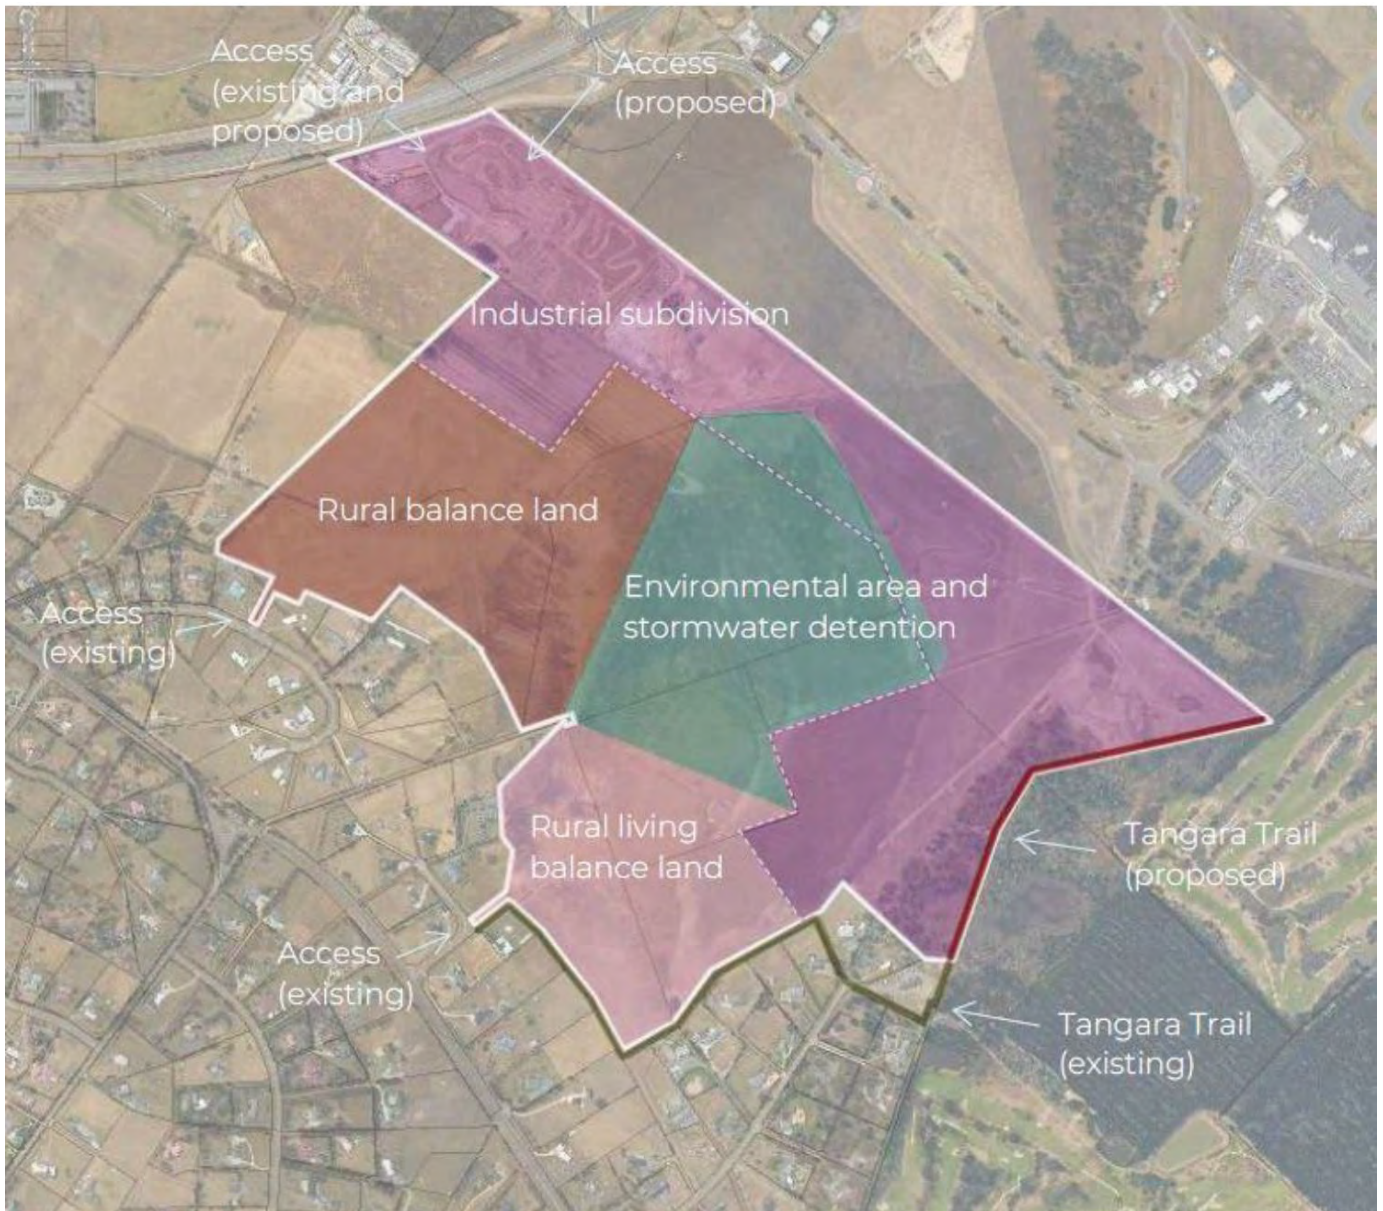 Access
(existing and
proposed)
Access
(proposed)
Industrial subdivision
Rural balance land
Environmental area and
stormwater detention
Access
(existing)
Rural living
balance land
Tangara Trail
(proposed)
Access
(existing)
Tangara Trail
(existing)